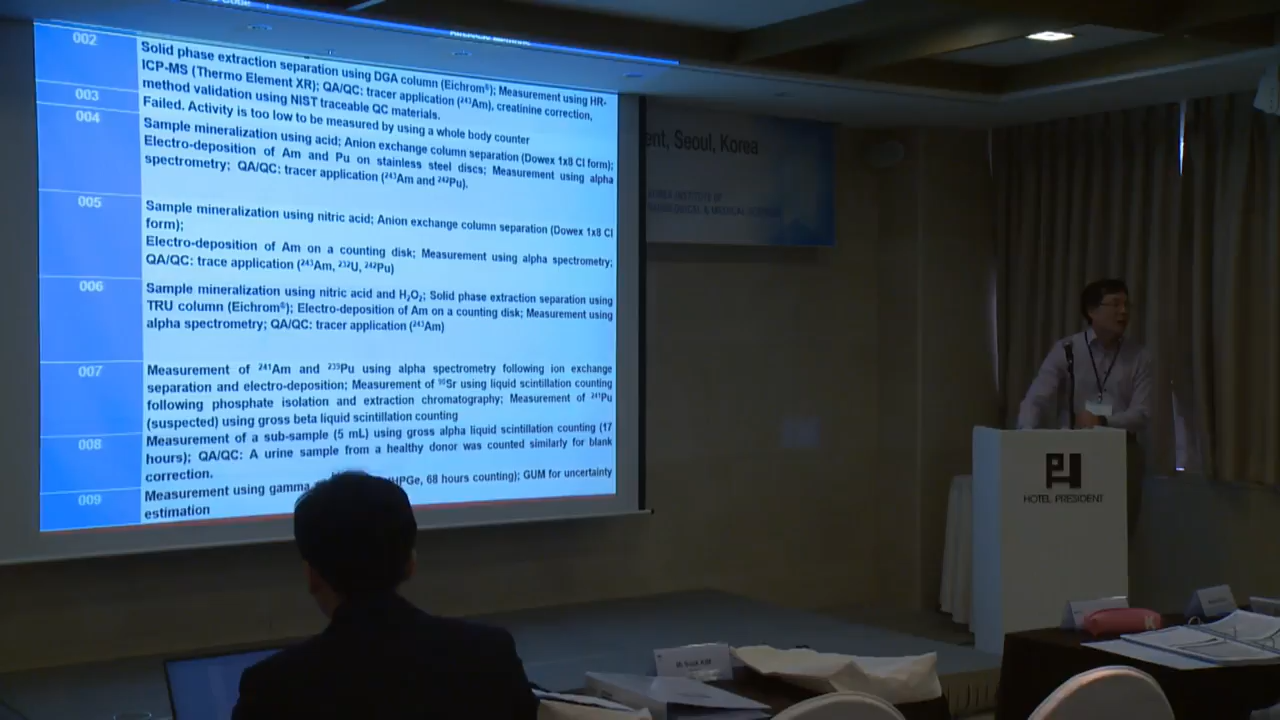 002
Solid phase extraction separation using DGA column (Eichrom®); Measurement using HR-
ICP-MS (Thermo Element XR); QA/QC: tracer application (²⁴³Am), creatinine correction,
method validation using NIST traceable QC materials.
003
Failed. Activity is too low to be measured by using a whole body counter
004
Sample mineralization using acid; Anion exchange column separation (Dowex 1x8 Cl form);
Electro-deposition of Am and Pu on stainless steel discs; Measurement using alpha
spectrometry; QA/QC: tracer application (²⁴³Am and ²⁴²Pu).
005
Sample mineralization using nitric acid; Anion exchange column separation (Dowex 1x8 Cl
form);
Electro-deposition of Am on a counting disk; Measurement using alpha spectrometry;
QA/QC: trace application (²⁴³Am, ²³²U, ²⁴²Pu)
006
Sample mineralization using nitric acid and H₂O₂; Solid phase extraction separation using
TRU column (Eichrom®); Electro-deposition of Am on a counting disk; Measurement using
alpha spectrometry; QA/QC: tracer application (²⁴³Am)
007
Measurement of ²⁴¹Am and ²³⁹Pu using alpha spectrometry following ion exchange
separation and electro-deposition; Measurement of ⁹⁰Sr using liquid scintillation counting
following phosphate isolation and extraction chromatography; Measurement of ²⁴¹Pu
(suspected) using gross beta liquid scintillation counting
008
Measurement of a sub-sample (5 mL) using gross alpha liquid scintillation counting (17
hours); QA/QC: A urine sample from a healthy donor was counted similarly for blank
correction.
009
Measurement using gamma (HPGe, 68 hours counting); GUM for uncertainty
estimation
ent, Seoul, Korea
KOREA INSTITUTE OF
RADIOLOGICAL & MEDICAL
HOTEL PRESIDENT